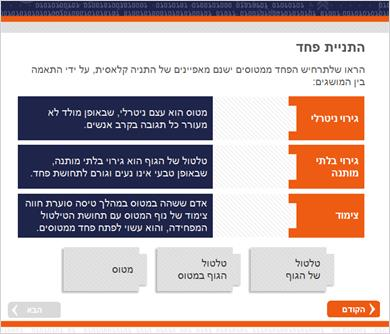 התניית פחד
הראו שלתרחיש הפחד ממטוסים ישנם מאפיינים של התניה קלאסית, על ידי התאמה
בין המושגים:
גירוי ניטרלי
מטוס הוא עצם ניטרלי, שבאופן מולד לא
מעורר כל תגובה בקרב אנשים.
גירוי בלתי
מותנה
טלטול של הגוף הוא גירוי בלתי מותנה,
שבאופן טבעי אינו נעים וגורם לתחושת פחד.
צימוד
אדם ששהה במטוס במהלך טיסה סוערת חווה
צימוד של נוף המטוס עם תחושת הטילטול
המפחידה, והוא עשוי לפתח פחד ממטוסים.
טלטול
של הגוף
טלטול
הגוף במטוס
מטוס
הקודם
הבא